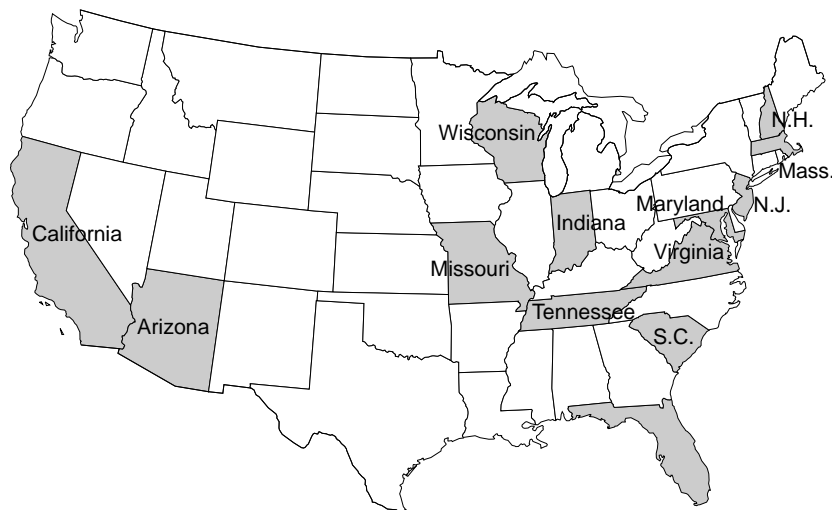 Wisconsin
N.H.
Mass.
Maryland
N.J.
Indiana
California
Virginia
Missouri
Tennessee
Arizona
S.C.